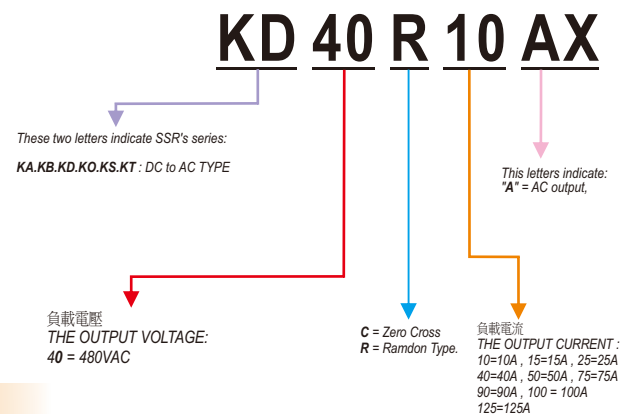 KD 40 R 10 AX
These two letters indicate SSR's series:
KA.KB.KD.KO.KS.KT : DC to AC TYPE
This letters indicate:
"A" = AC output,
負載電壓
THE OUTPUT VOLTAGE:
40 = 480VAC
C = Zero Cross
R = Ramdon Type.
負載電流
THE OUTPUT CURRENT :
10=10A , 15=15A , 25=25A
40=40A , 50=50A , 75=75A
90=90A , 100 = 100A
125=125A